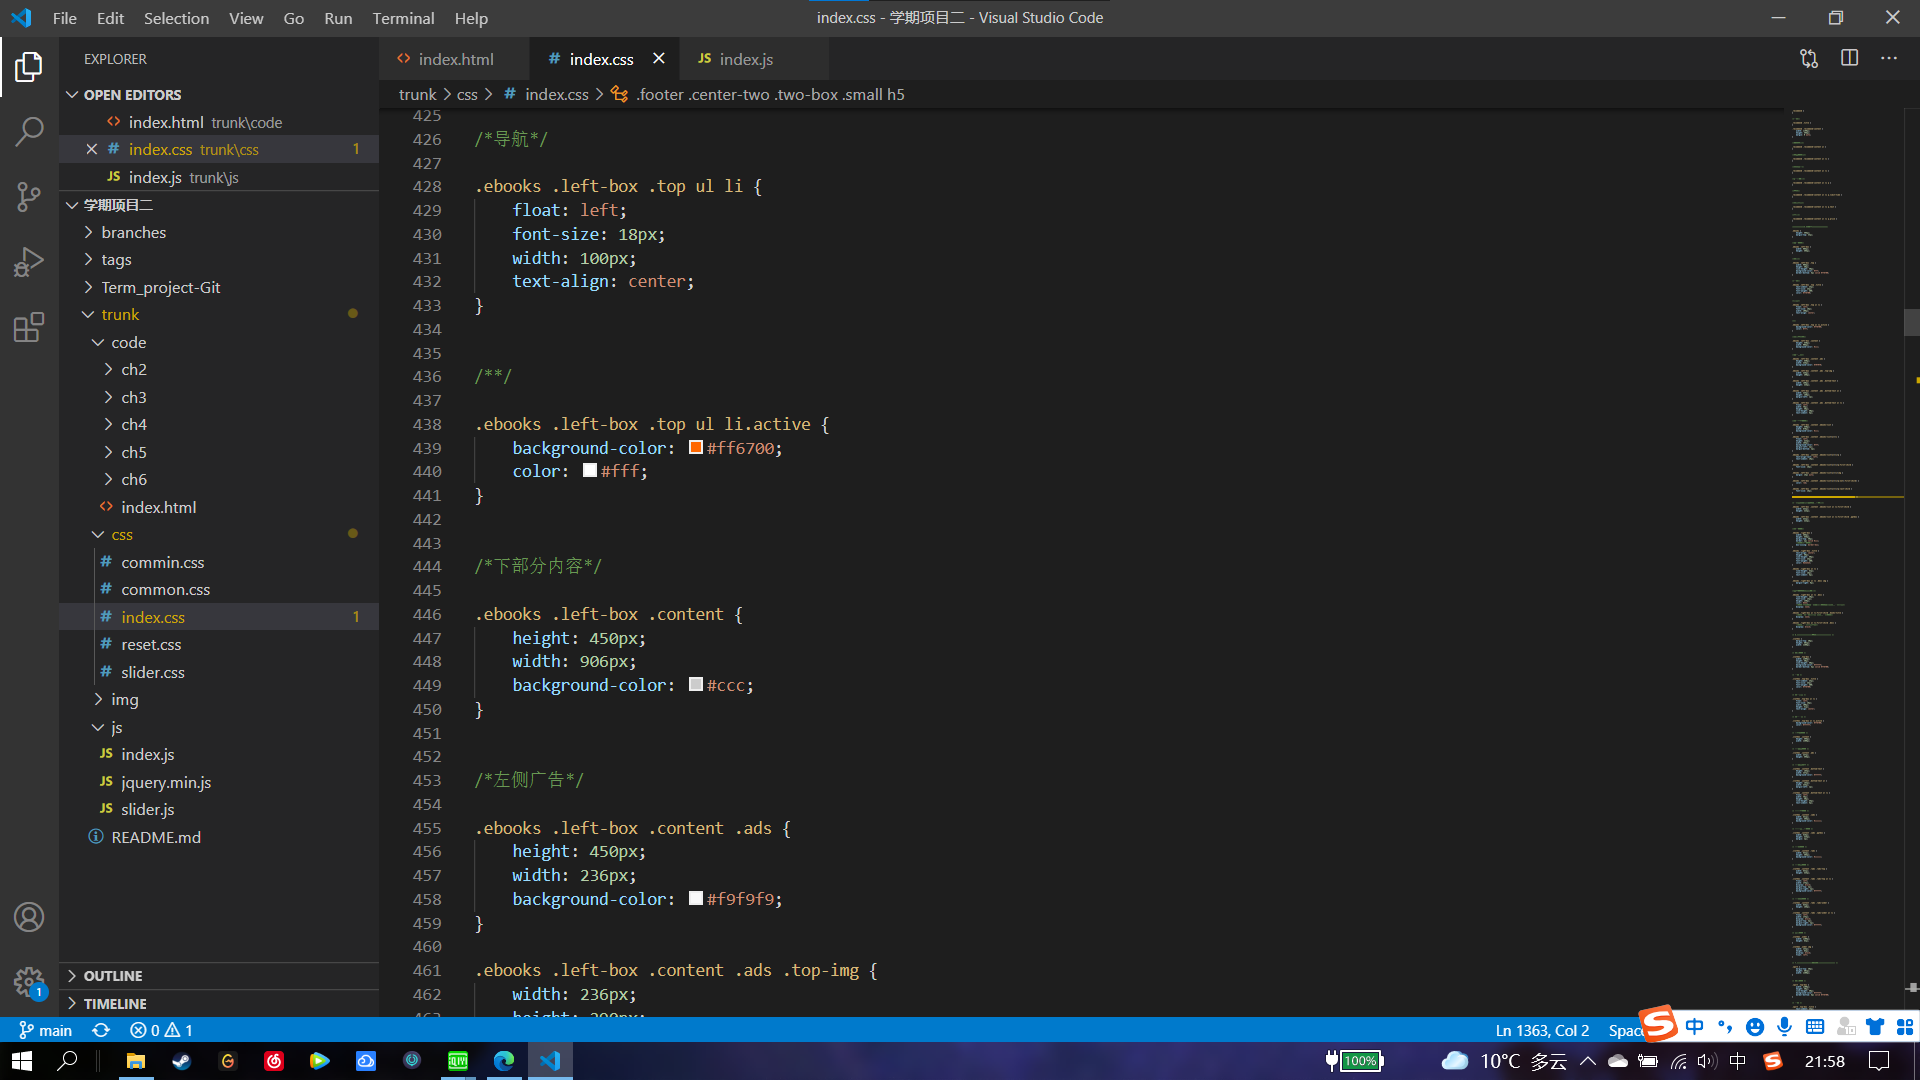 File Edit Selection View Go Run Terminal Help
index.css - 学期项目二 - Visual Studio Code
EXPLORER
OPEN EDITORS
index.html trunk\code
index.css trunk\css 1
index.js trunk\js
学期项目二
branches
tags
Term_project-Git
trunk
code
ch2
ch3
ch4
ch5
ch6
index.html
css
commin.css
common.css
index.css 1
reset.css
slider.css
img
js
index.js
jquery.min.js
slider.js
README.md
OUTLINE
TIMELINE
index.html
index.css
index.js
trunk > css > # index.css > .footer .center-two .two-box .small h5
425
426 /*导航*/
427
428 .ebooks .left-box .top ul li {
429 float: left;
430 font-size: 18px;
431 width: 100px;
432 text-align: center;
433 }
434
435
436 /**/
437
438 .ebooks .left-box .top ul li.active {
439 background-color: #ff6700;
440 color: #fff;
441 }
442
443
444 /*下部分内容*/
445
446 .ebooks .left-box .content {
447 height: 450px;
448 width: 906px;
449 background-color: #ccc;
450 }
451
452
453 /*左侧广告*/
454
455 .ebooks .left-box .content .ads {
456 height: 450px;
457 width: 236px;
458 background-color: #f9f9f9;
459 }
460
461 .ebooks .left-box .content .ads .top-img {
462 width: 236px;
main 0 1
Ln 1363, Col 2
中
100%
10°C 多云
中
21:58